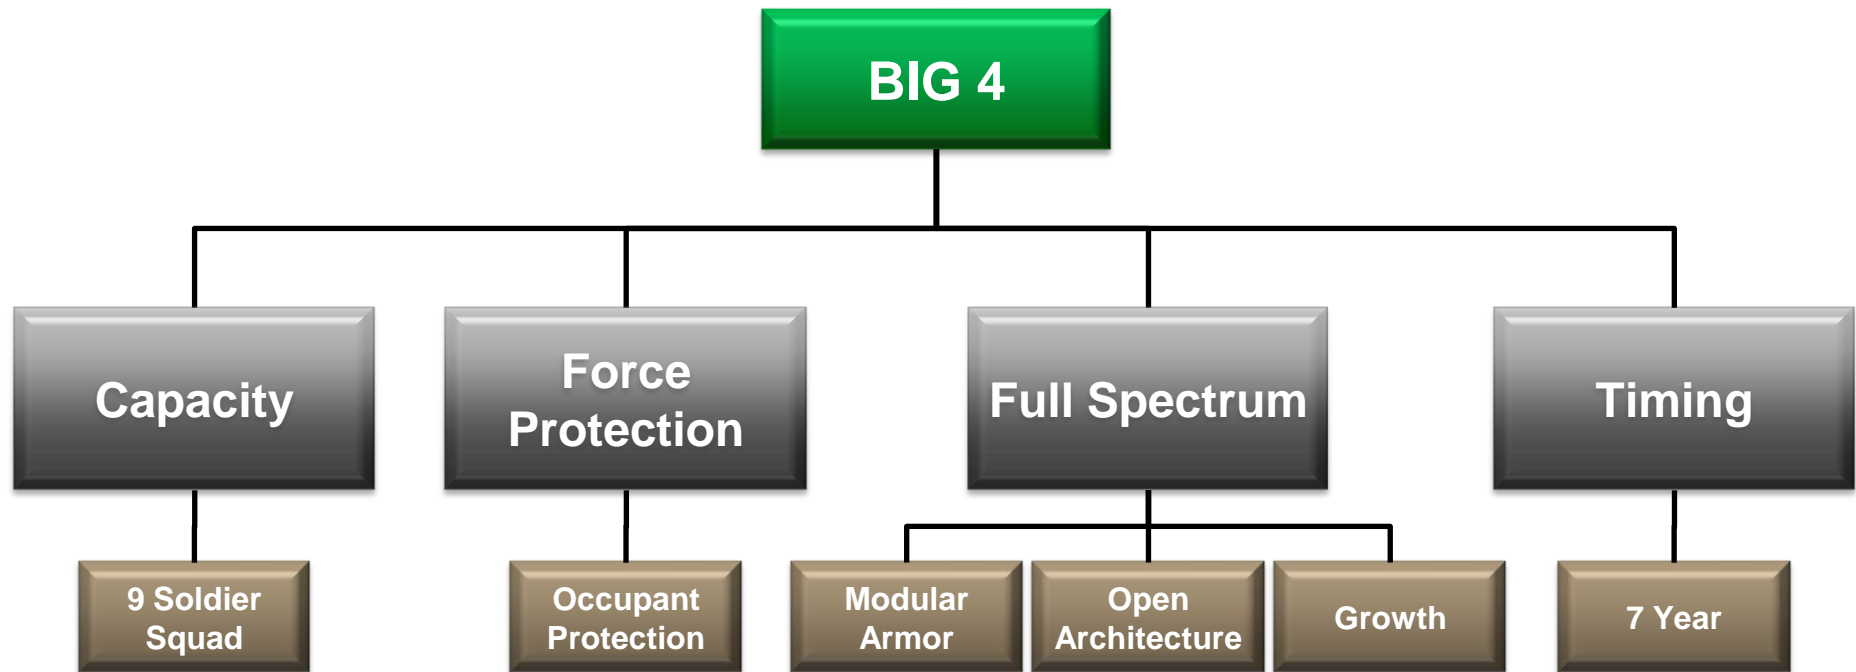 BIG 4
Capacity
Force
Protection
Full Spectrum
Timing
9 Soldier
Squad
Occupant
Protection
Modular
Armor
Open
Architecture
Growth
7 Year